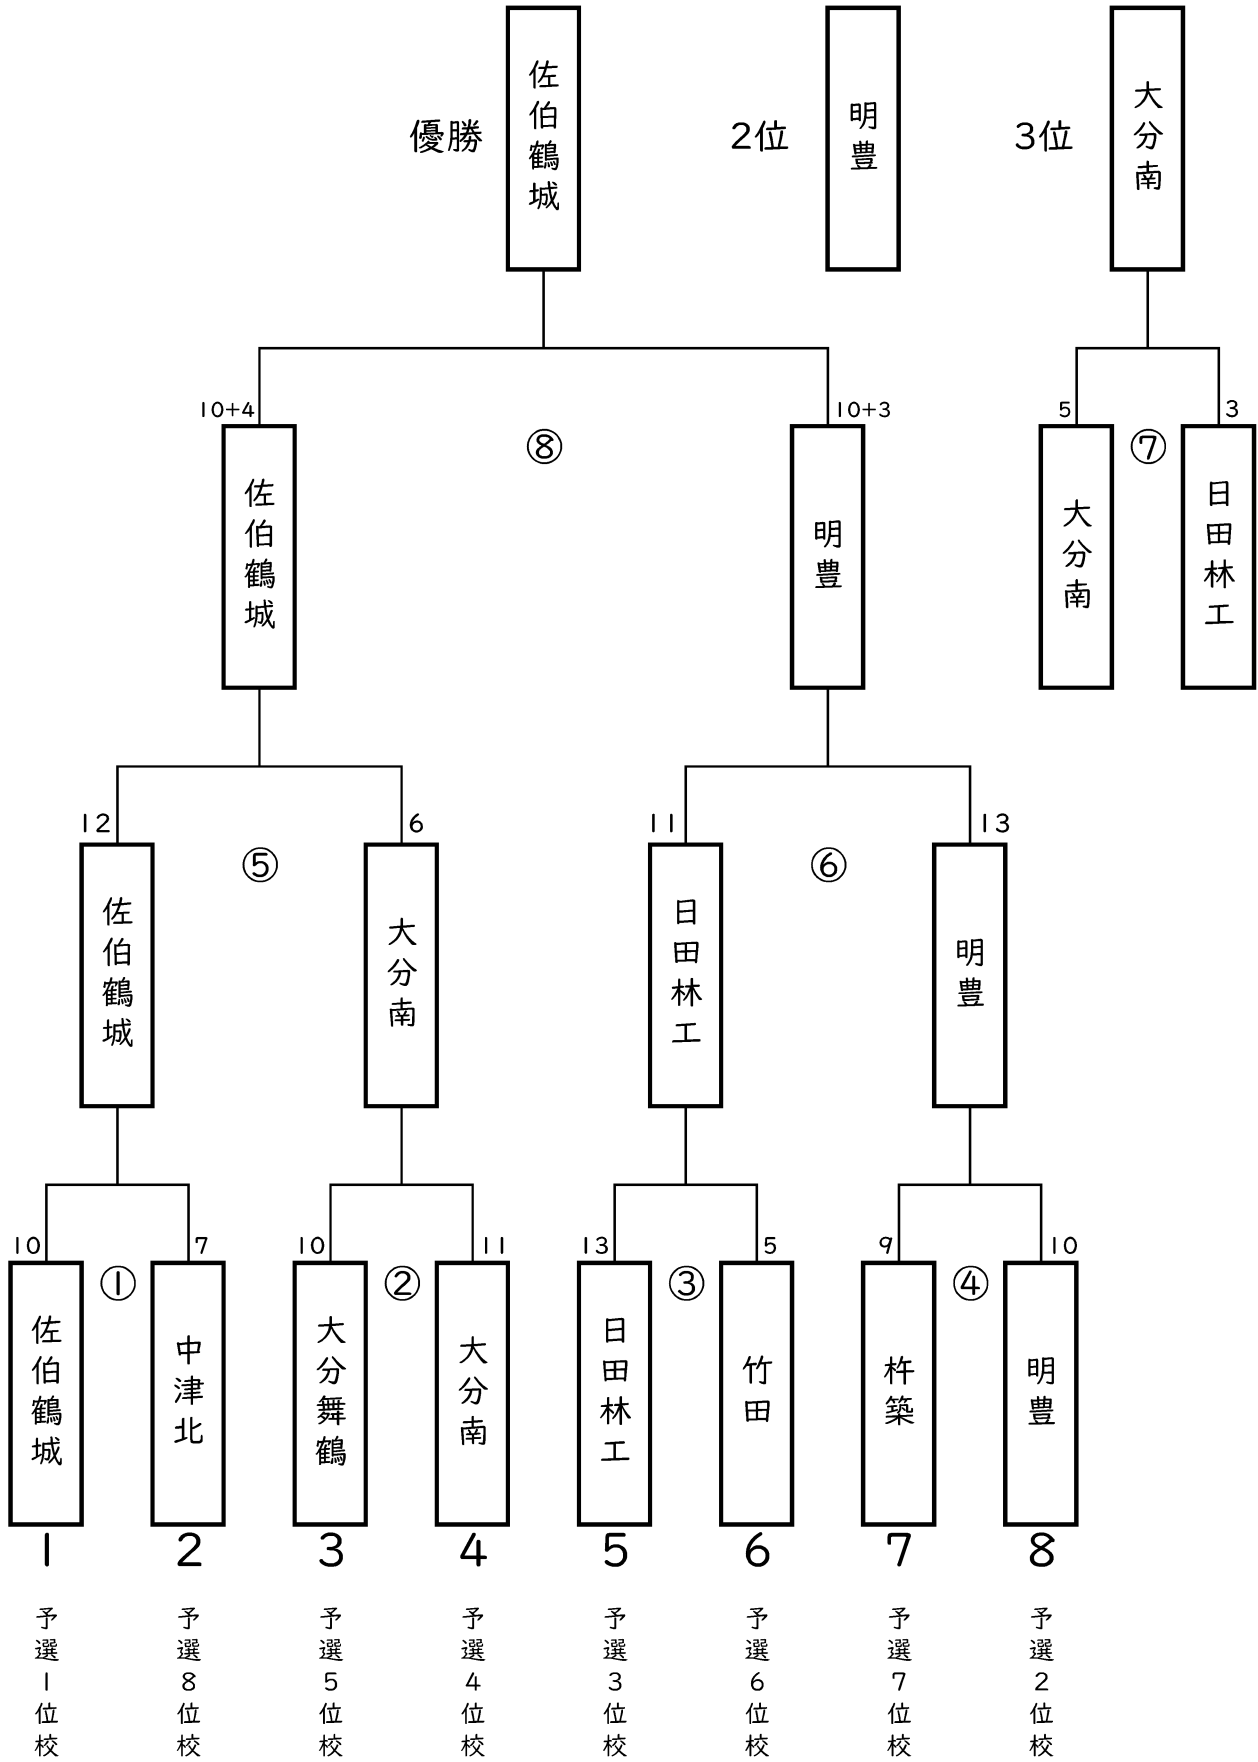 優勝
佐伯鶴城
2位
明豊
3位
大分南
10+4
⑧
10+3
5
⑦
3
佐伯鶴城
明豊
大分南
日田林工
12
⑤
6
11
⑥
13
佐伯鶴城
大分南
日田林工
明豊
10
①
7
10
②
11
13
③
5
9
④
10
佐伯鶴城
中津北
大分舞鶴
大分南
日田林工
竹田
杵築
明豊
1
2
3
4
5
6
7
8
予選1位校
予選8位校
予選5位校
予選4位校
予選3位校
予選6位校
予選7位校
予選2位校